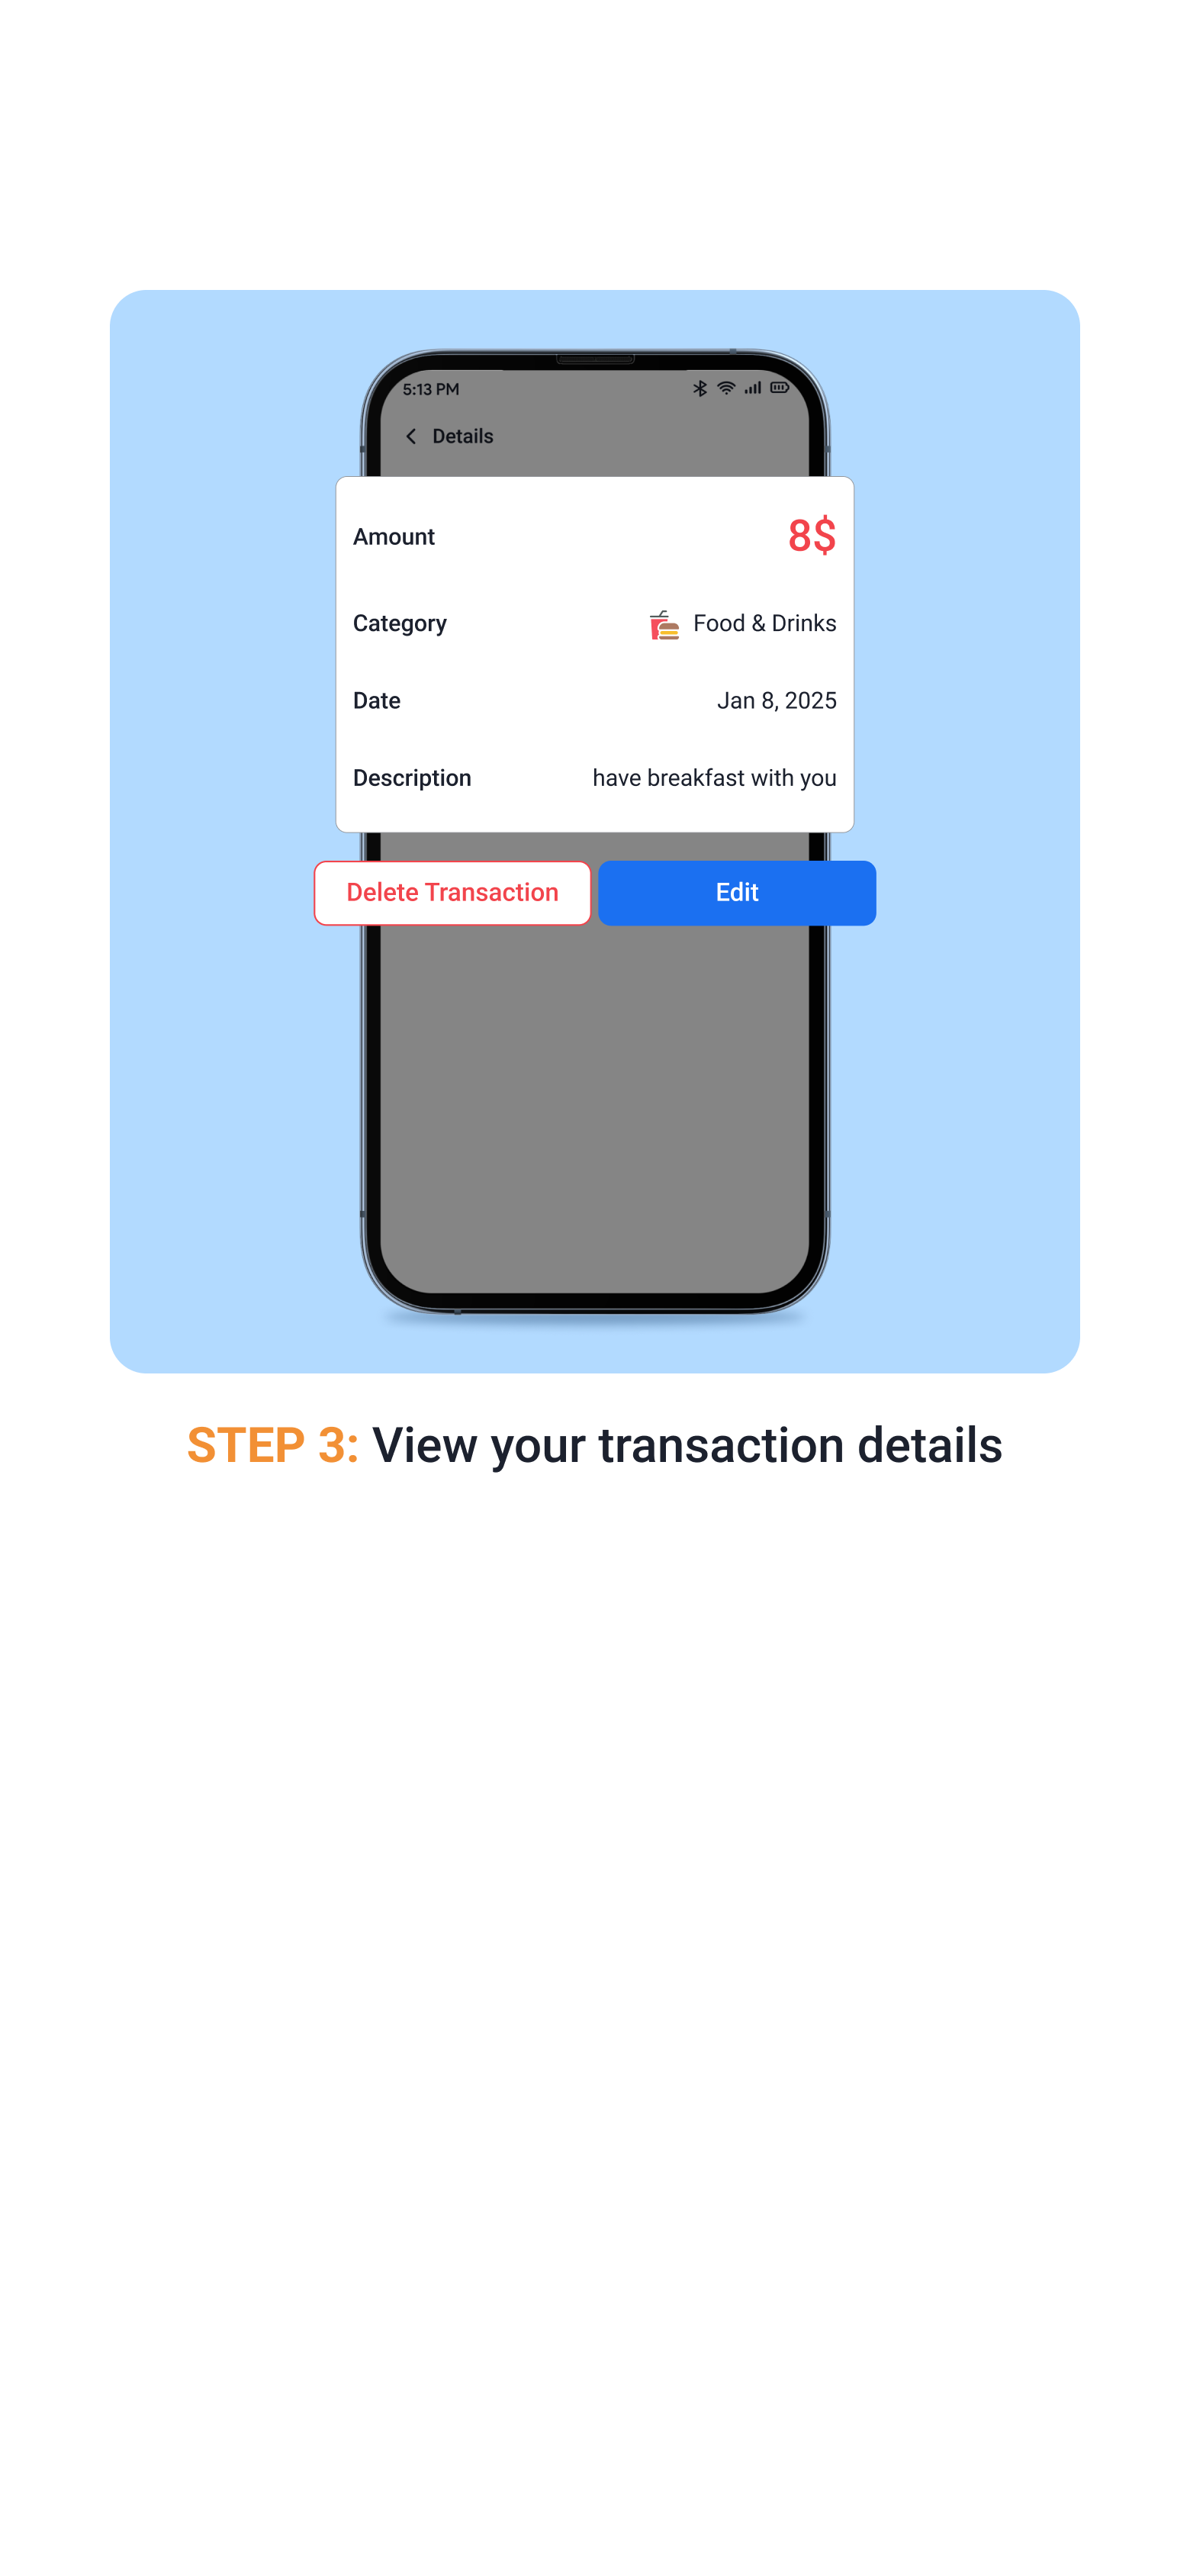 5:13 PM
Details
Amount 8$
Category Food & Drinks
Date Jan 8, 2025
Description have breakfast with you
Delete Transaction Edit
STEP 3: View your transaction details